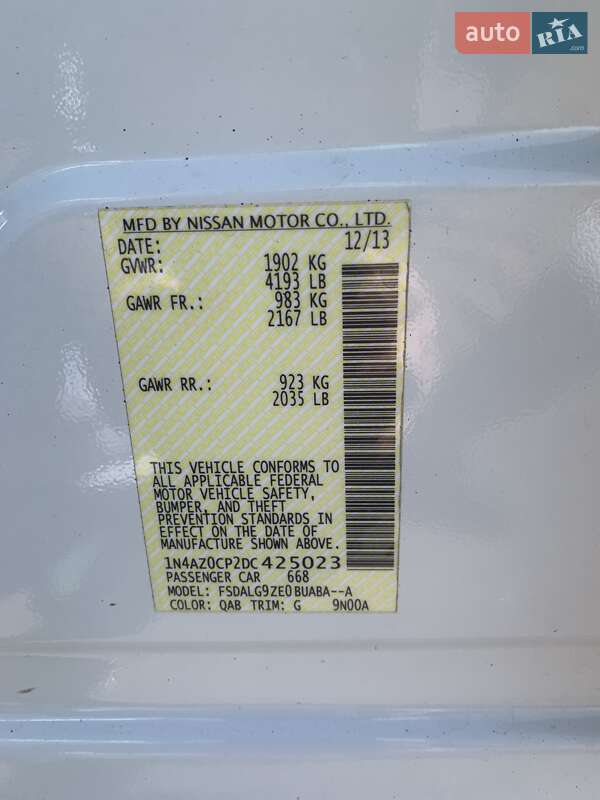 auto RIA.com
MFD BY NISSAN MOTOR CO., LTD.
DATE: 12/13
GVWR: 1902 KG
4193 LB
GAWR FR.: 983 KG
2167 LB
GAWR RR.: 923 KG
2035 LB
THIS VEHICLE CONFORMS TO
ALL APPLICABLE FEDERAL
MOTOR VEHICLE SAFETY,
BUMPER, AND THEFT
PREVENTION STANDARDS IN
EFFECT ON THE DATE OF
MANUFACTURE SHOWN ABOVE.
1N4AZ0CP2DC425023
PASSENGER CAR 668
MODEL: FSDALG9ZE0BUABA--A
COLOR: QAB TRIM: G 9N00A